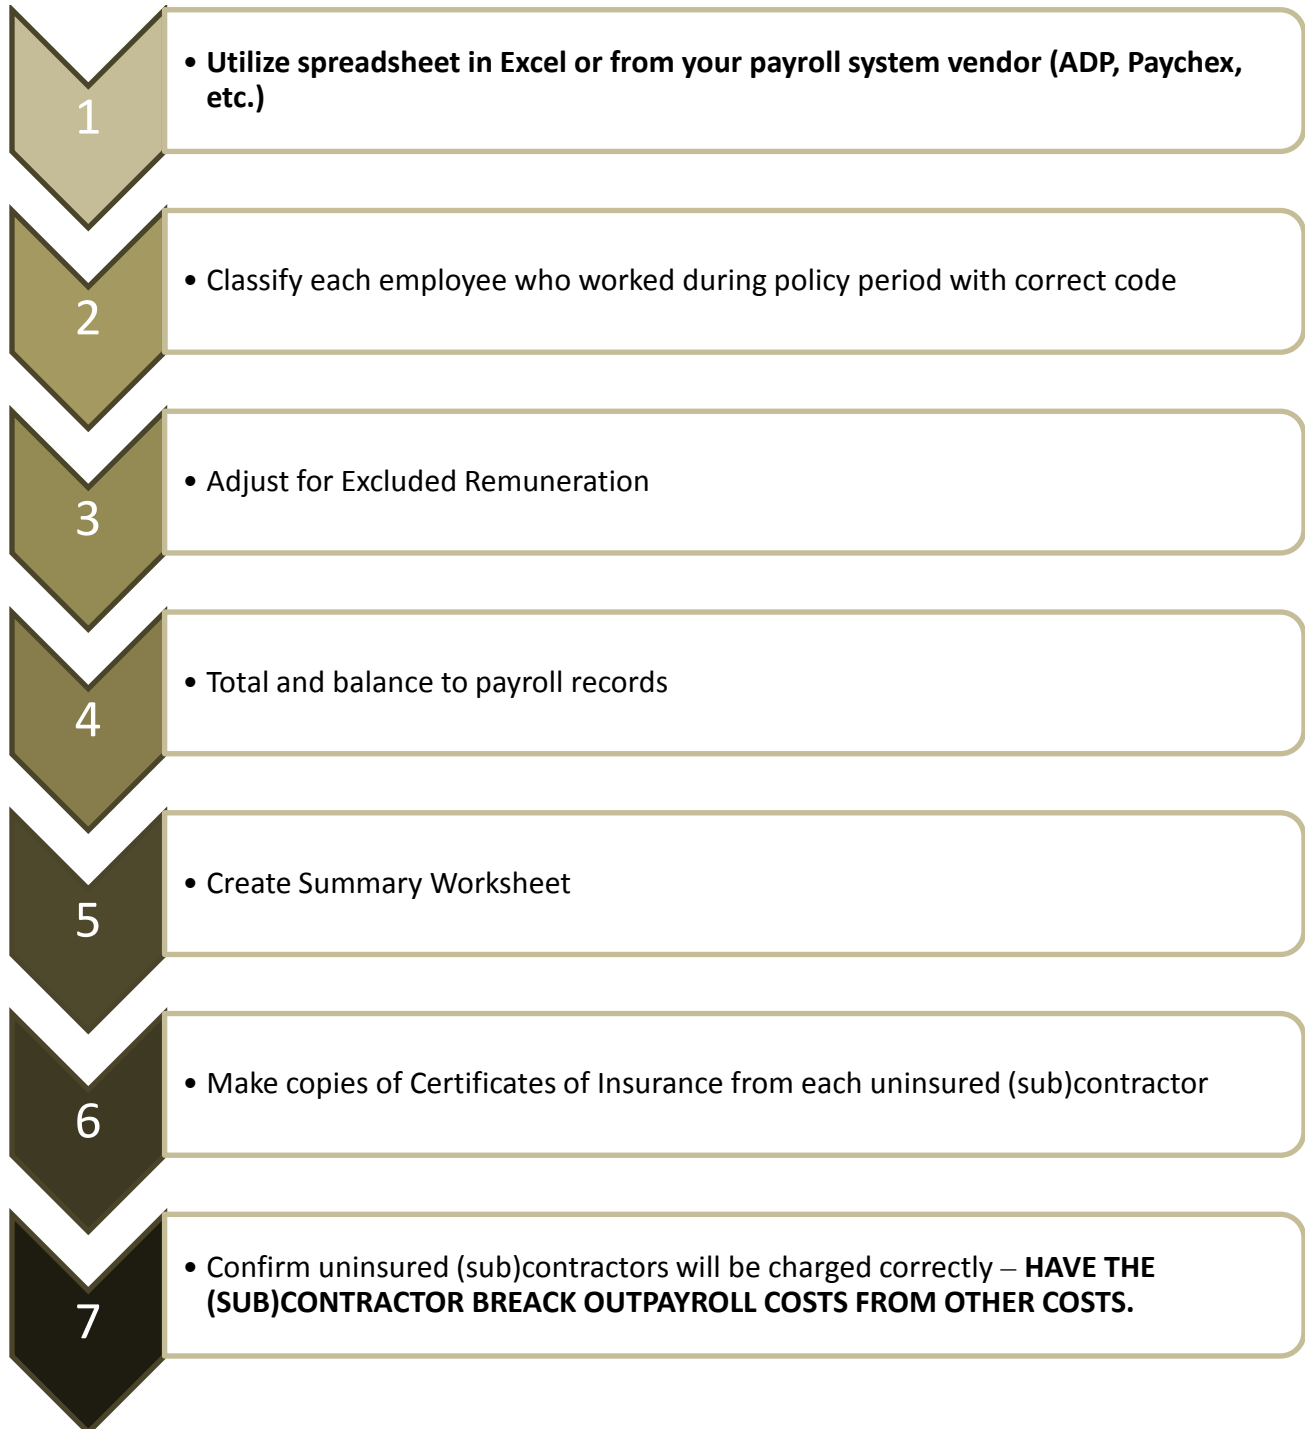 1
• Utilize spreadsheet in Excel or from your payroll system vendor (ADP, Paychex,
etc.)
2
• Classify each employee who worked during policy period with correct code
3
• Adjust for Excluded Remuneration
4
• Total and balance to payroll records
5
• Create Summary Worksheet
6
• Make copies of Certificates of Insurance from each uninsured (sub)contractor
7
• Confirm uninsured (sub)contractors will be charged correctly – HAVE THE
(SUB)CONTRACTOR BREACK OUTPAYROLL COSTS FROM OTHER COSTS.